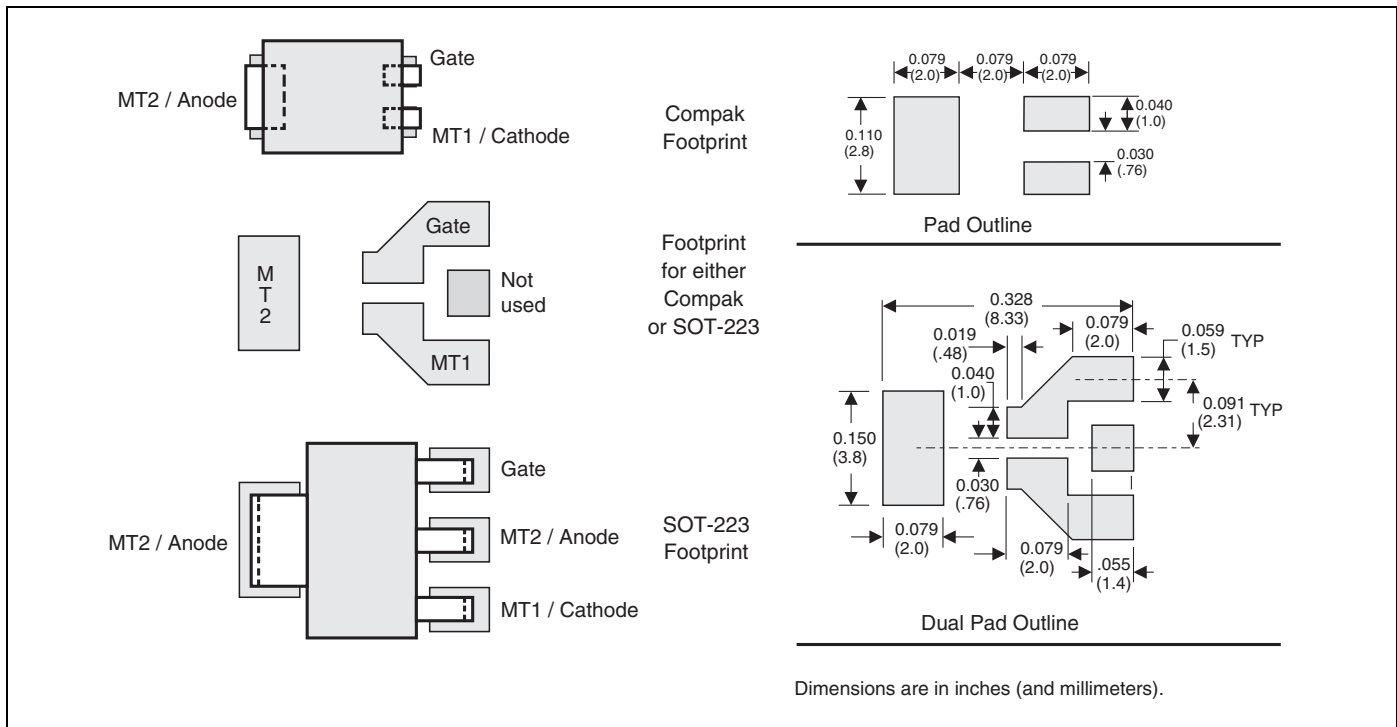 Gate
MT2 / Anode
MT1 / Cathode
Compak
Footprint
0.079
(2.0)
0.079
(2.0)
0.079
(2.0)
0.110
(2.8)
0.040
(1.0)
0.030
(.76)
Pad Outline
M
T
2
Gate
Not
used
MT1
Footprint
for either
Compak
or SOT-223
0.328
(8.33)
0.019
(.48)
0.079
(2.0)
0.059
(1.5)
TYP
0.040
(1.0)
0.091
(2.31)
TYP
0.150
(3.8)
0.030
(.76)
0.079
(2.0)
0.079
(2.0)
.055
(1.4)
Dual Pad Outline
Gate
MT2 / Anode
MT2 / Anode
MT1 / Cathode
SOT-223
Footprint
Dimensions are in inches (and millimeters).